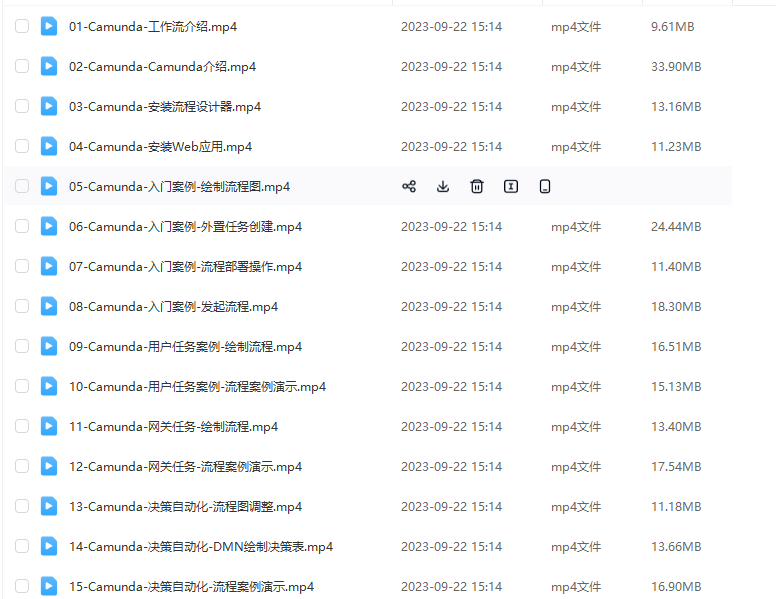 01-Camunda-工作流介绍.mp4 2023-09-22 15:14 mp4文件 9.61MB
02-Camunda-Camunda介绍.mp4 2023-09-22 15:14 mp4文件 33.90MB
03-Camunda-安装流程设计器.mp4 2023-09-22 15:14 mp4文件 13.16MB
04-Camunda-安装Web应用.mp4 2023-09-22 15:14 mp4文件 11.23MB
05-Camunda-入门案例-绘制流程图.mp4
06-Camunda-入门案例-外置任务创建.mp4 2023-09-22 15:14 mp4文件 24.44MB
07-Camunda-入门案例-流程部署操作.mp4 2023-09-22 15:14 mp4文件 11.40MB
08-Camunda-入门案例-发起流程.mp4 2023-09-22 15:14 mp4文件 18.30MB
09-Camunda-用户任务案例-绘制流程.mp4 2023-09-22 15:14 mp4文件 16.51MB
10-Camunda-用户任务案例-流程案例演示.mp4 2023-09-22 15:14 mp4文件 15.13MB
11-Camunda-网关任务-绘制流程.mp4 2023-09-22 15:14 mp4文件 13.40MB
12-Camunda-网关任务-流程案例演示.mp4 2023-09-22 15:14 mp4文件 17.54MB
13-Camunda-决策自动化-流程图调整.mp4 2023-09-22 15:14 mp4文件 11.18MB
14-Camunda-决策自动化-DMN绘制决策表.mp4 2023-09-22 15:14 mp4文件 13.66MB
15-Camunda-决策自动化-流程案例演示.mp4 2023-09-22 15:14 mp4文件 16.90MB